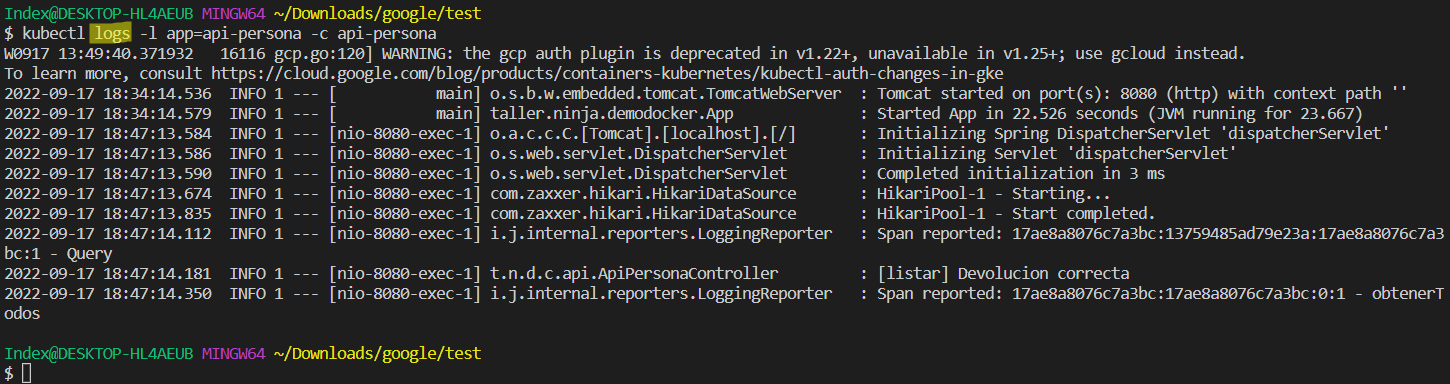 Index@DESKTOP-HL4AEUB MINGW64 ~/Downloads/google/test
$ kubectl logs -l app=api-persona -c api-persona
W0917 13:49:40.371932   16116 gcp.go:120] WARNING: the gcp auth plugin is deprecated in v1.22+, unavailable in v1.25+; use gcloud instead.
To learn more, consult https://cloud.google.com/blog/products/containers-kubernetes/kubectl-auth-changes-in-gke
2022-09-17 18:34:14.536  INFO 1 --- [           main] o.s.b.w.embedded.tomcat.TomcatWebServer  : Tomcat started on port(s): 8080 (http) with context path ''
2022-09-17 18:34:14.579  INFO 1 --- [           main] taller.ninja.demodocker.App              : Started App in 22.526 seconds (JVM running for 23.667)
2022-09-17 18:47:13.584  INFO 1 --- [nio-8080-exec-1] o.a.c.c.C.[Tomcat].[localhost].[/]       : Initializing Spring DispatcherServlet 'dispatcherServlet'
2022-09-17 18:47:13.586  INFO 1 --- [nio-8080-exec-1] o.s.web.servlet.DispatcherServlet        : Initializing Servlet 'dispatcherServlet'
2022-09-17 18:47:13.590  INFO 1 --- [nio-8080-exec-1] o.s.web.servlet.DispatcherServlet        : Completed initialization in 3 ms
2022-09-17 18:47:13.674  INFO 1 --- [nio-8080-exec-1] com.zaxxer.hikari.HikariDataSource       : HikariPool-1 - Starting...
2022-09-17 18:47:13.835  INFO 1 --- [nio-8080-exec-1] com.zaxxer.hikari.HikariDataSource       : HikariPool-1 - Start completed.
2022-09-17 18:47:14.112  INFO 1 --- [nio-8080-exec-1] i.j.internal.reporters.LoggingReporter   : Span reported: 17ae8a8076c7a3bc:13759485ad79e23a:17ae8a8076c7a3
bc:1 - Query
2022-09-17 18:47:14.181  INFO 1 --- [nio-8080-exec-1] t.n.d.c.api.ApiPersonaController         : [listar] Devolucion correcta
2022-09-17 18:47:14.350  INFO 1 --- [nio-8080-exec-1] i.j.internal.reporters.LoggingReporter   : Span reported: 17ae8a8076c7a3bc:17ae8a8076c7a3bc:0:1 - obtenerT
odos
Index@DESKTOP-HL4AEUB MINGW64 ~/Downloads/google/test
$